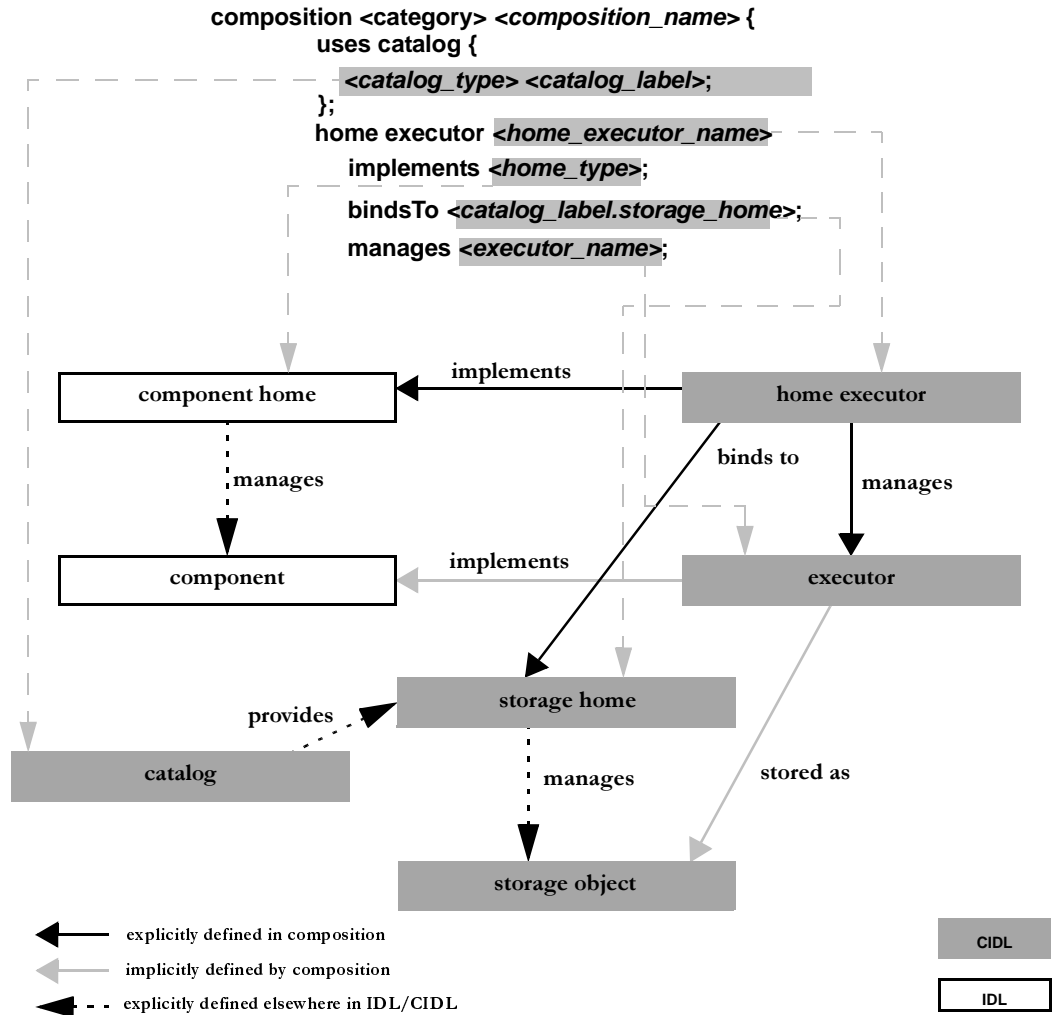 composition <category> <composition_name> {
uses catalog {
<catalog_type> <catalog_label>;
};
home executor <home_executor_name>
implements <home_type>;
bindsTo <catalog_label.storage_home>;
manages <executor_name>;
implements
component home
home executor
binds to
manages
manages
implements
component
executor
storage home
provides
catalog
manages
stored as
storage object
explicitly defined in composition
CIDL
implicitly defined by composition
explicitly defined elsewhere in IDL/CIDL
IDL